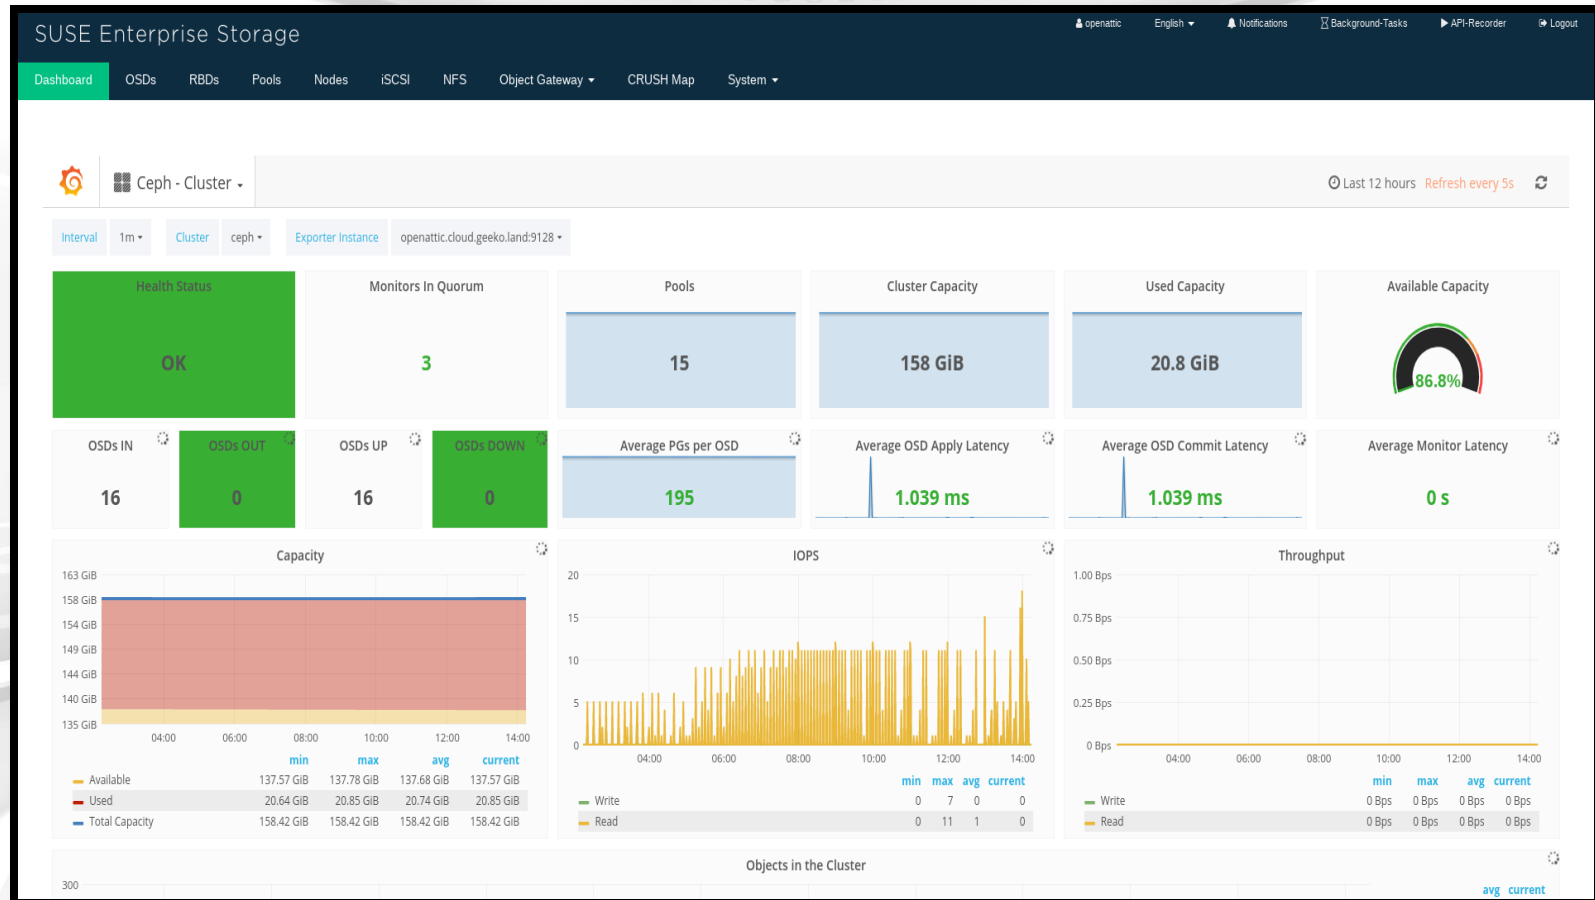 SUSE Enterprise Storage
openattic English Notifications Background-Tasks API-Recorder Logout
Dashboard OSDs RBDs Pools Nodes iSCSI NFS Object Gateway CRUSH Map System
Ceph - Cluster Last 12 hours Refresh every 5s
Interval 1m Cluster ceph Exporter Instance openattic.cloud.geeko.land:9128
Health Status Monitors In Quorum Pools Cluster Capacity Used Capacity Available Capacity
OK 3 15 158 GiB 20.8 GiB 86.8%
OSDs IN OSDs OUT OSDs UP OSDs DOWN Average PGs per OSD Average OSD Apply Latency Average OSD Commit Latency Average Monitor Latency
16 0 16 0 195 1.039 ms 1.039 ms 0 s
Capacity
163 GiB
158 GiB
154 GiB
149 GiB
144 GiB
140 GiB
135 GiB
04:00 06:00 08:00 10:00 12:00 14:00
min max avg current
Available 137.57 GiB 137.78 GiB 137.68 GiB 137.57 GiB
Used 20.64 GiB 20.85 GiB 20.74 GiB 20.85 GiB
Total Capacity 158.42 GiB 158.42 GiB 158.42 GiB 158.42 GiB
IOPS
20
15
10
5
0
04:00 06:00 08:00 10:00 12:00 14:00
min max avg current
Write 0 7 0 0
Read 0 11 1 0
Throughput
1.00 Bps
0.75 Bps
0.50 Bps
0.25 Bps
0 Bps
04:00 06:00 08:00 10:00 12:00 14:00
min max avg current
Write 0 Bps 0 Bps 0 Bps 0 Bps
Read 0 Bps 0 Bps 0 Bps 0 Bps
Objects in the Cluster
300
avg current